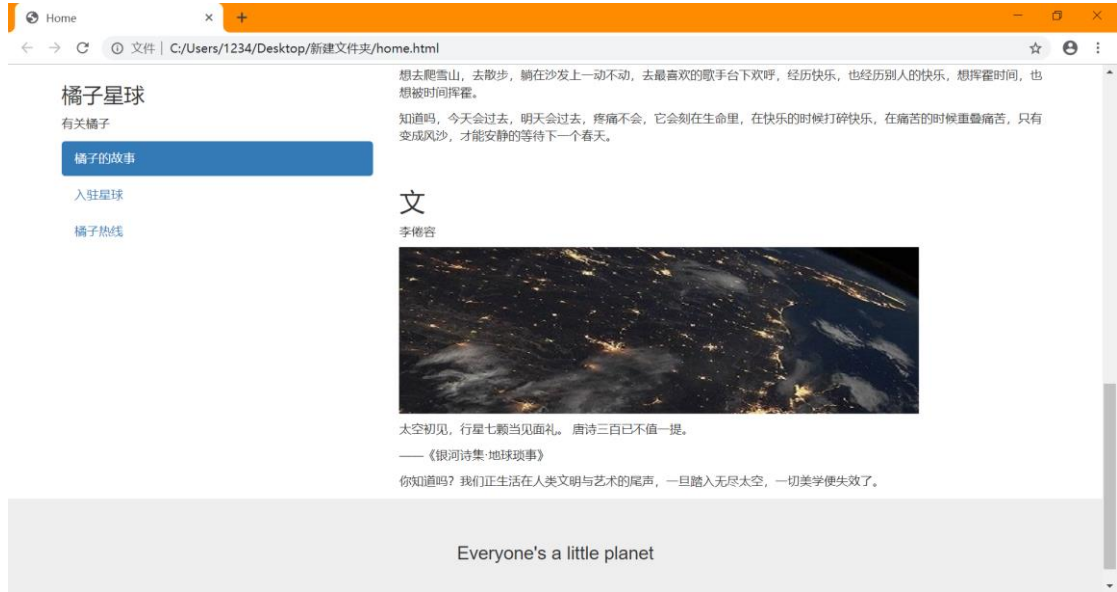 Home
文件 | C:/Users/1234/Desktop/新建文件夹/home.html
橘子星球
有关橘子
橘子的故事
入驻星球
橘子热线
想去爬雪山，去散步，躺在沙发上一动不动，去最喜欢的歌手台下欢呼，经历快乐，也经历别人的快乐，想挥霍时间，也
想被时间挥霍。
知道吗，今天会过去，明天会过去，疼痛不会，它会刻在生命里，在快乐的时候打碎快乐，在痛苦的时候重叠痛苦，只有
变成风沙，才能安静的等待下一个春天。
文
李倦容
太空初见，行星七颗当见面礼。 唐诗三百已不值一提。
——《银河诗集·地球琐事》
你知道吗？我们正生活在人类文明与艺术的尾声，一旦踏入无尽太空，一切美学便失效了。
Everyone's a little planet